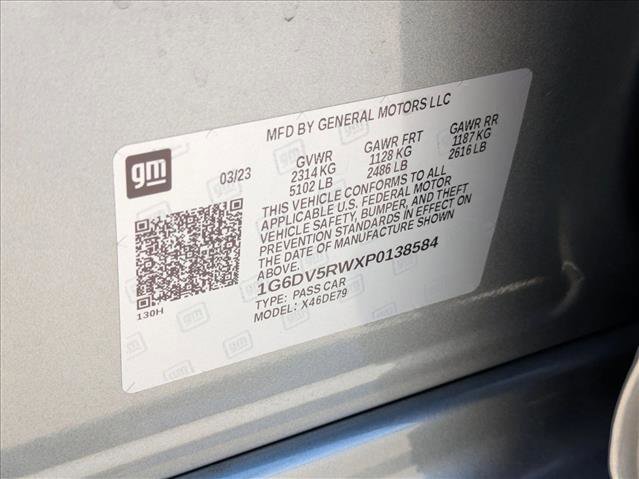 MFD BY GENERAL MOTORS LLC
gm
03/23 GVWR GAWR FRT GAWR RR
2314 KG 1128 KG 1187 KG
5102 LB 2486 LB 2616 LB
THIS VEHICLE CONFORMS TO ALL
APPLICABLE U.S. FEDERAL MOTOR
VEHICLE SAFETY, BUMPER, AND THEFT
PREVENTION STANDARDS IN EFFECT ON
THE DATE OF MANUFACTURE SHOWN
1G6DV5RWXP0138584
TYPE: PASS CAR
MODEL: X46DE79
130H